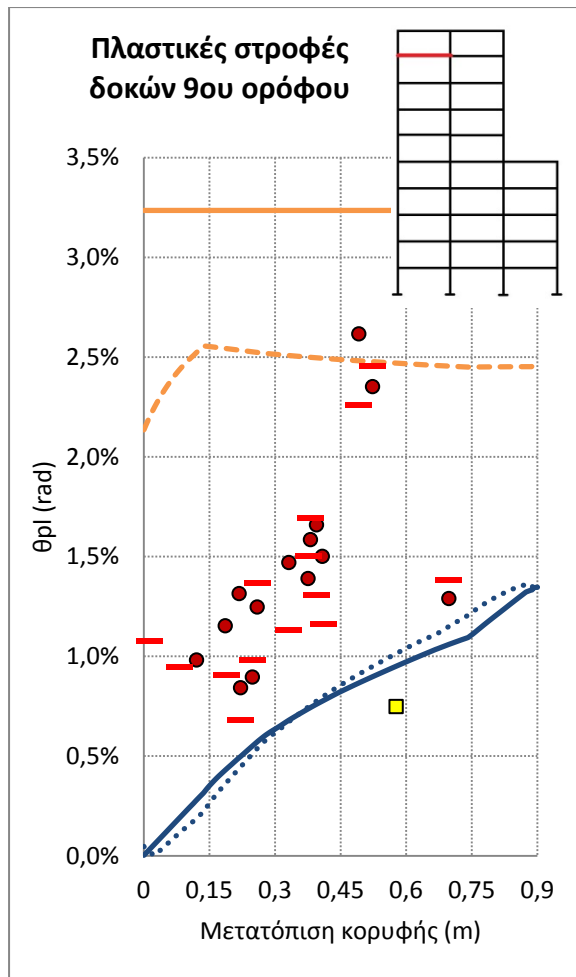 Πλαστικές στροφές
δοκών 9ου ορόφου
3,5%
3,0%
2,5%
2,0%
1,5%
1,0%
0,5%
0,0%
θpl (rad)
0 0,15 0,3 0,45 0,6 0,75 0,9
Μετατόπιση κορυφής (m)